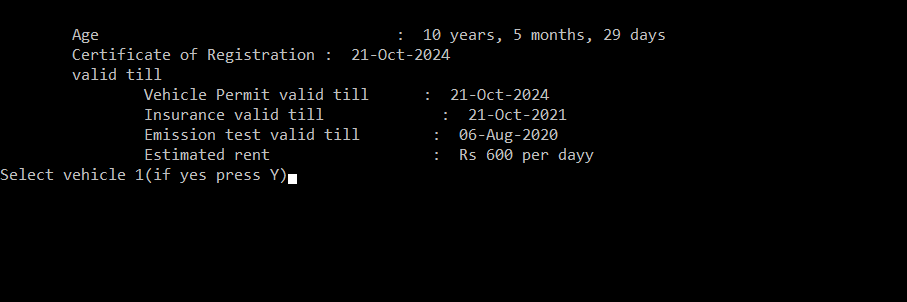 Age : 10 years, 5 months, 29 days
Certificate of Registration : 21-Oct-2024
valid till
Vehicle Permit valid till : 21-Oct-2024
Insurance valid till : 21-Oct-2021
Emission test valid till : 06-Aug-2020
Estimated rent : Rs 600 per dayy
Select vehicle 1(if yes press Y)